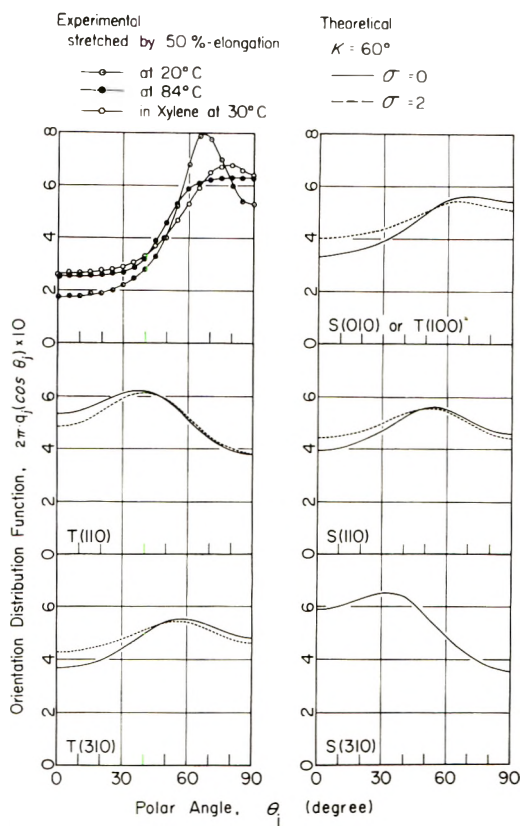 Experimental
stretched by 50 %-elongation
at 20°C
at 84°C
in Xylene at 30°C
Theoretical
K = 60°
σ = 0
σ = 2
Orientation Distribution Function, 2π·qj(cos θj)×10
8
6
4
2
0
8
6
4
2
0
S(010) or T(100)
6
4
2
0
T(110)
6
4
2
0
S(110)
6
4
2
0
T(310)
6
4
2
0
S(310)
0 30 60 90
0 30 60 90
Polar Angle, θj (degree)